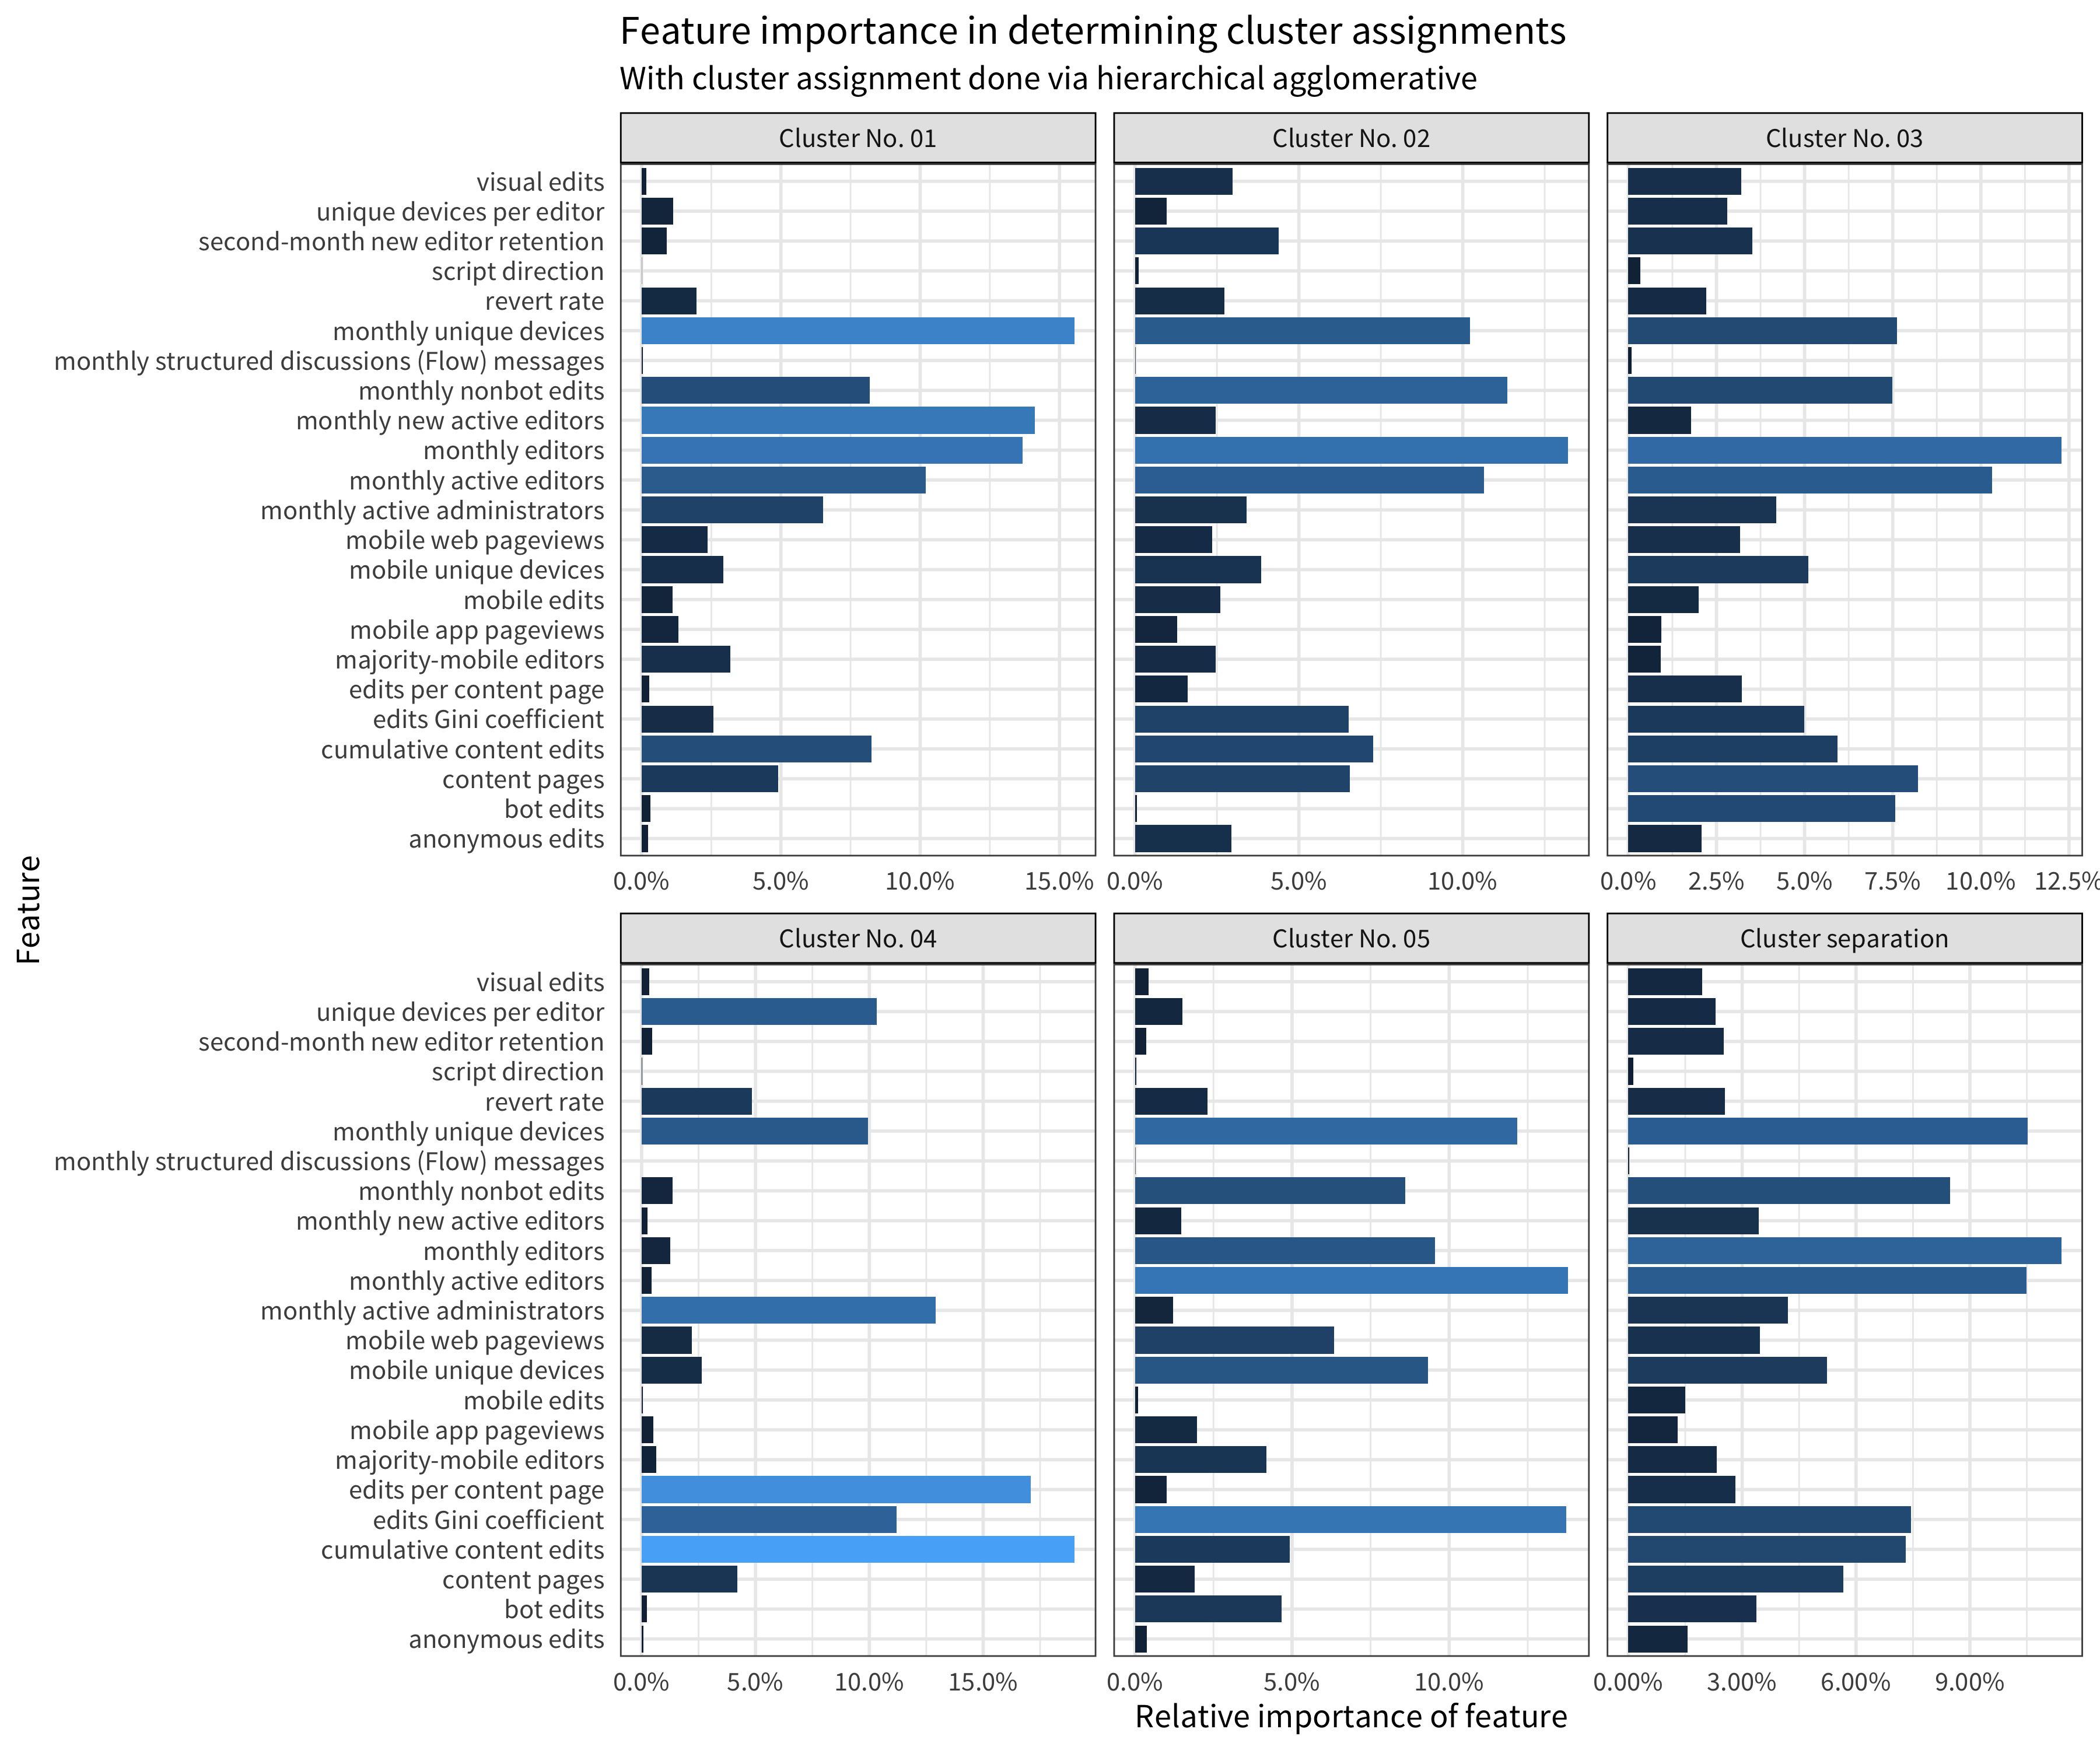 Feature importance in determining cluster assignments
With cluster assignment done via hierarchical agglomerative
Cluster No. 01
Cluster No. 02
Cluster No. 03
visual edits
unique devices per editor
second-month new editor retention
script direction
revert rate
monthly unique devices
monthly structured discussions (Flow) messages
monthly nonbot edits
monthly new active editors
monthly editors
monthly active editors
monthly active administrators
mobile web pageviews
mobile unique devices
mobile edits
mobile app pageviews
majority-mobile editors
edits per content page
edits Gini coefficient
cumulative content edits
content pages
bot edits
anonymous edits
0.0% 5.0% 10.0% 15.0%
0.0% 5.0% 10.0%
0.0% 2.5% 5.0% 7.5% 10.0% 12.5%
Feature
Cluster No. 04
Cluster No. 05
Cluster separation
visual edits
unique devices per editor
second-month new editor retention
script direction
revert rate
monthly unique devices
monthly structured discussions (Flow) messages
monthly nonbot edits
monthly new active editors
monthly editors
monthly active editors
monthly active administrators
mobile web pageviews
mobile unique devices
mobile edits
mobile app pageviews
majority-mobile editors
edits per content page
edits Gini coefficient
cumulative content edits
content pages
bot edits
anonymous edits
0.0% 5.0% 10.0% 15.0%
0.0% 5.0% 10.0%
0.00% 3.00% 6.00% 9.00%
Relative importance of feature